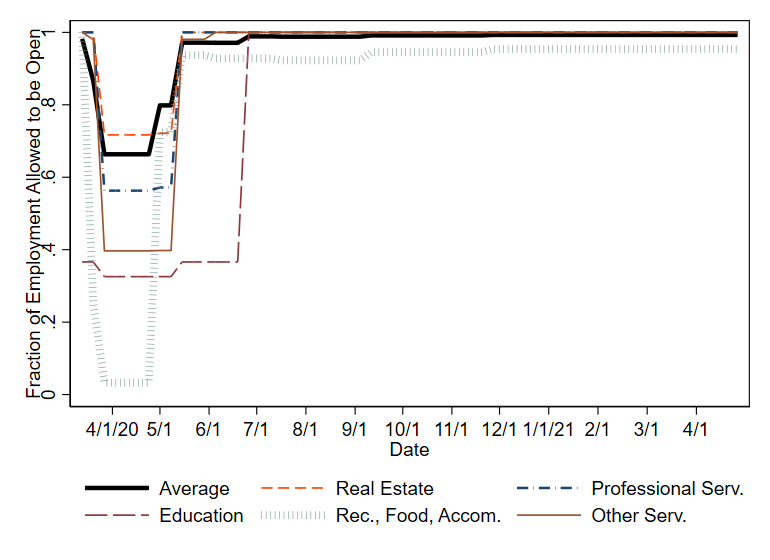 Fraction of Employment Allowed to be Open
1
.8
.6
.4
.2
0
4/1/20 5/1 6/1 7/1 8/1 9/1 10/1 11/1 12/1 1/1/21 2/1 3/1 4/1
Date
Average Real Estate Professional Serv.
Education Rec., Food, Accom. Other Serv.